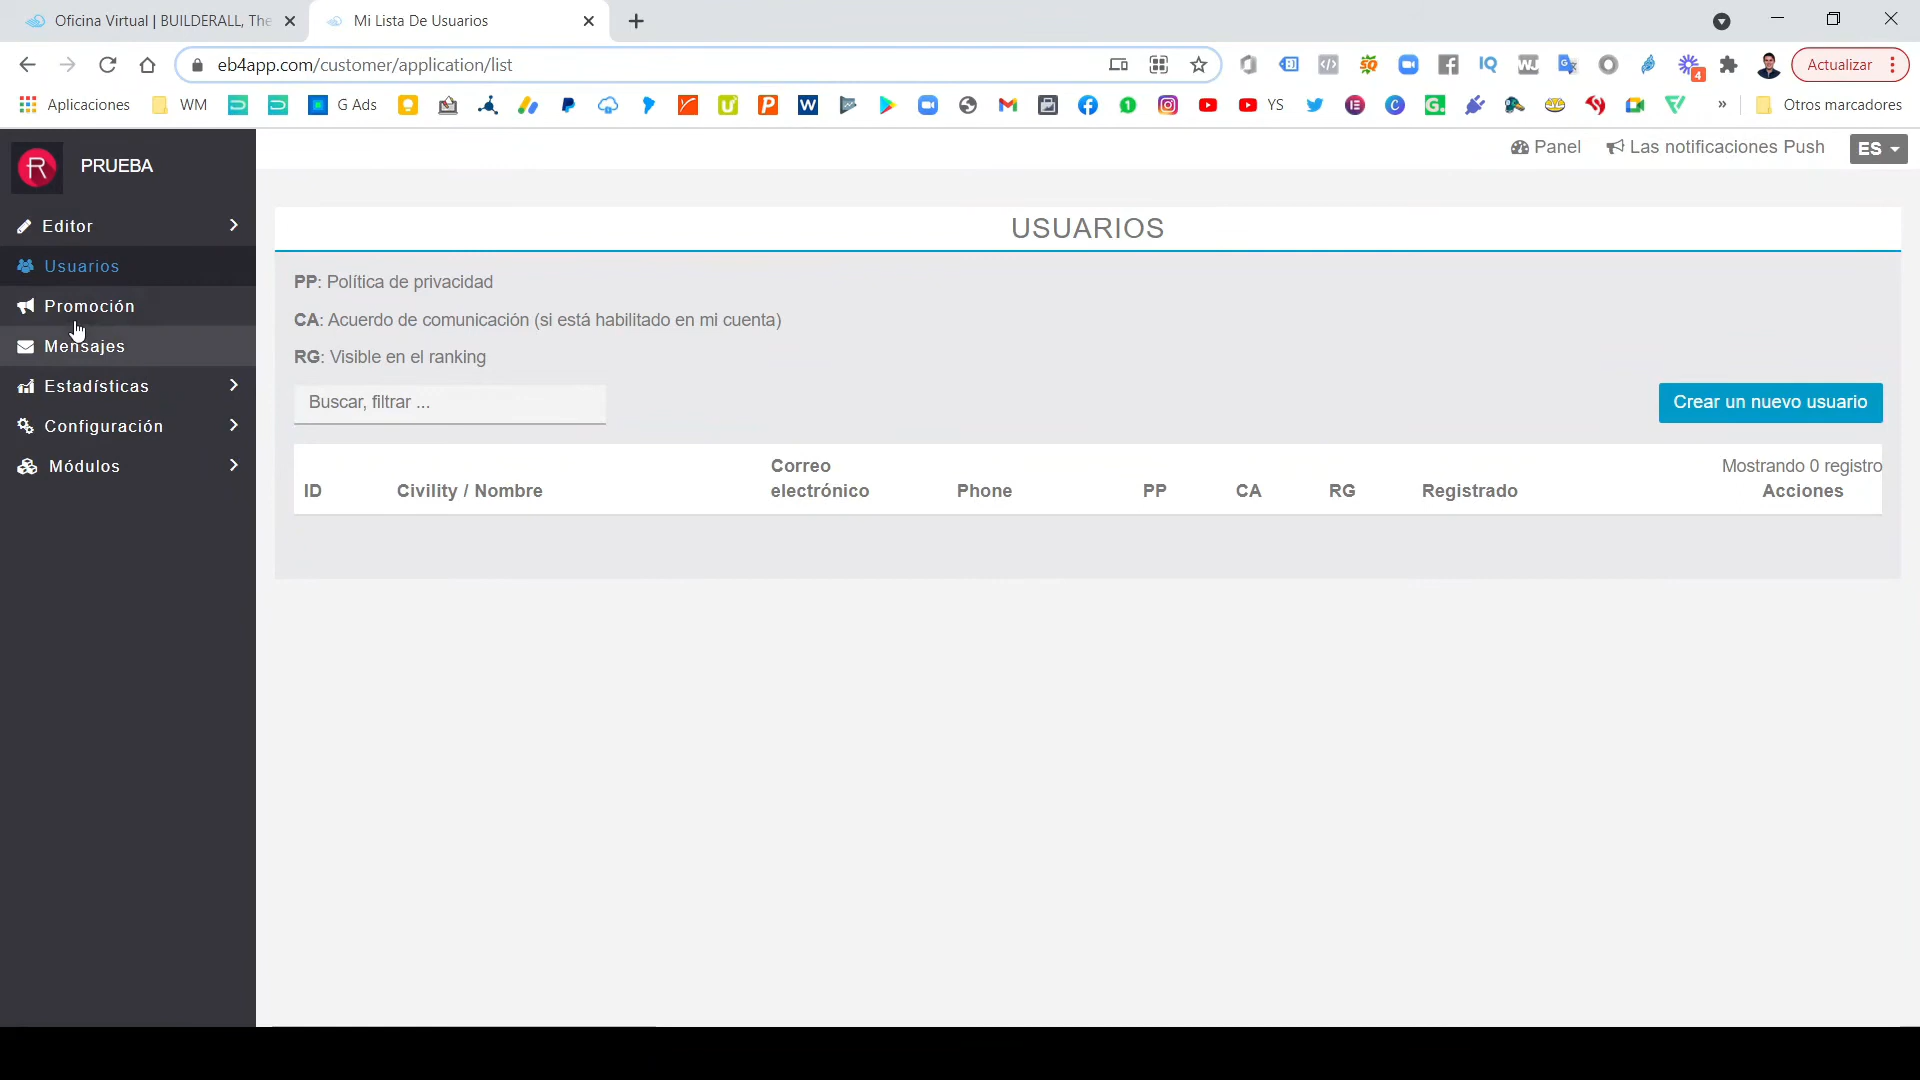 Oficina Virtual | BUILDERALL, The
Mi Lista De Usuarios
eb4app.com/customer/application/list
Actualizar
Aplicaciones
WM
G Ads
YS
»
Otros marcadores
PRUEBA
Panel
Las notificaciones Push
ES
Editor
Usuarios
Promoción
Mensajes
Estadísticas
Configuración
Módulos
USUARIOS
PP: Política de privacidad
CA: Acuerdo de comunicación (si está habilitado en mi cuenta)
RG: Visible en el ranking
Buscar, filtrar ...
Crear un nuevo usuario
Mostrando 0 registro
ID
Civility / Nombre
Correo
electrónico
Phone
PP
CA
RG
Registrado
Acciones